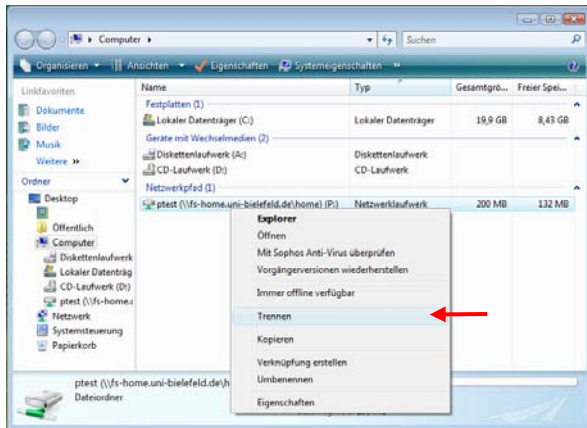 Computer
Suchen
Organisieren Ansichten Eigenschaften Systemeigenschaften »
Linkfavoriten
Dokumente
Bilder
Musik
Weitere »
Ordner
Desktop
Öffentlich
Computer
Diskettenlaufwerk
Lokaler Datenträg
CD-Laufwerk (D:)
ptest (\\fs-home.u
Netzwerk
Systemsteuerung
Papierkorb
Name Typ Gesamtgrö... Freier Spei...
Festplatten (1)
Lokaler Datenträger (C:) Lokaler Datenträger 19,9 GB 8,43 GB
Geräte mit Wechselmedien (2)
Diskettenlaufwerk (A:) Diskettenlaufwerk
CD-Laufwerk (D:) CD-Laufwerk
Netzwerkpfad (1)
ptest (\\fs-home.uni-bielefeld.de\home) (P:) Netzwerklaufwerk 200 MB 132 MB
Explorer
Öffnen
Mit Sophos Anti-Virus überprüfen
Vorgängerversionen wiederherstellen
Immer offline verfügbar
Trennen
Kopieren
Verknüpfung erstellen
Umbenennen
Eigenschaften
ptest (\\fs-home.uni-bielefeld.de\h
Dateiordner